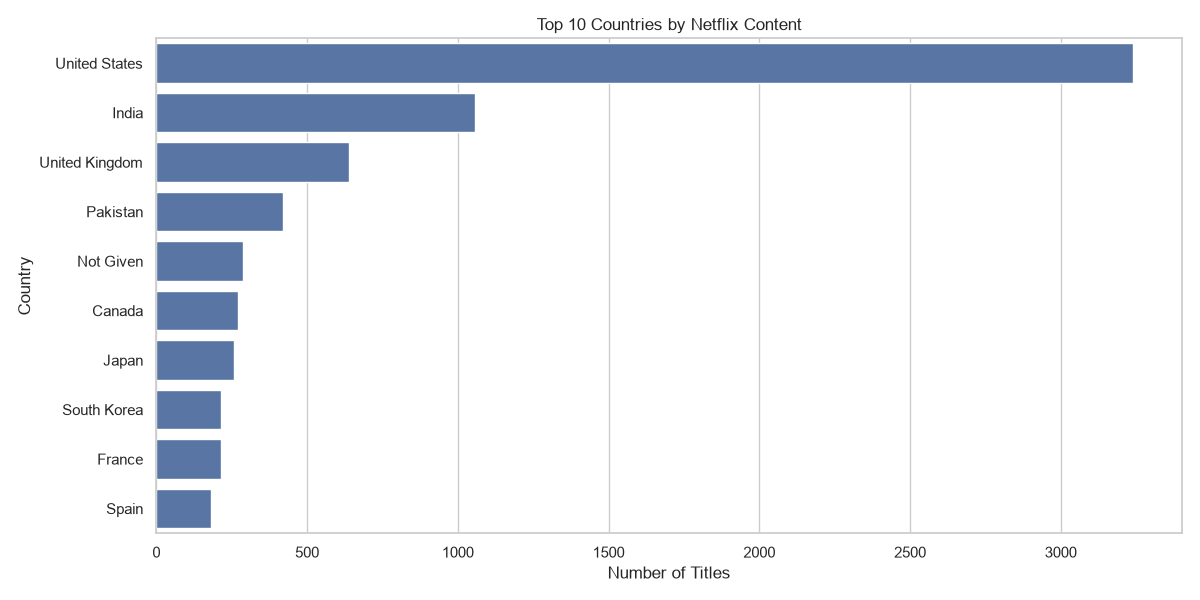 Top 10 Countries by Netflix Content
Country
United States
India
United Kingdom
Pakistan
Not Given
Canada
Japan
South Korea
France
Spain
0 500 1000 1500 2000 2500 3000
Number of Titles